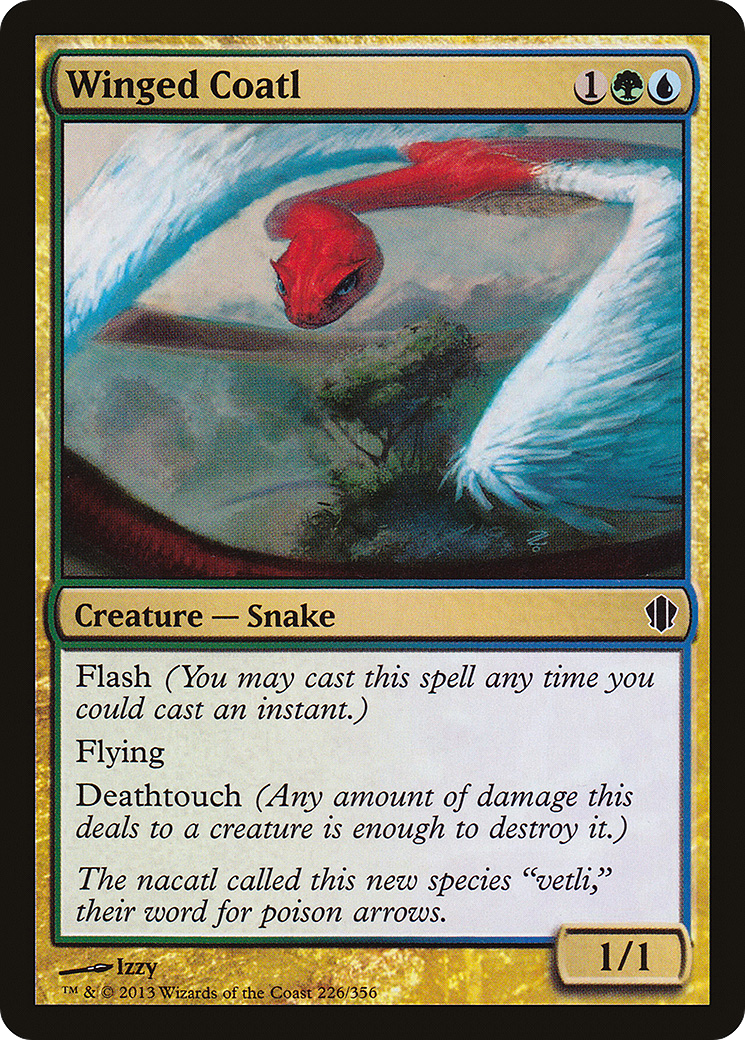 Winged Coatl
1
Creature — Snake
Flash (You may cast this spell any time you
could cast an instant.)
Flying
Deathtouch (Any amount of damage this
deals to a creature is enough to destroy it.)
The nacatl called this new species “vetli,”
their word for poison arrows.
1/1
Izzy
™ & © 2013 Wizards of the Coast 226/356